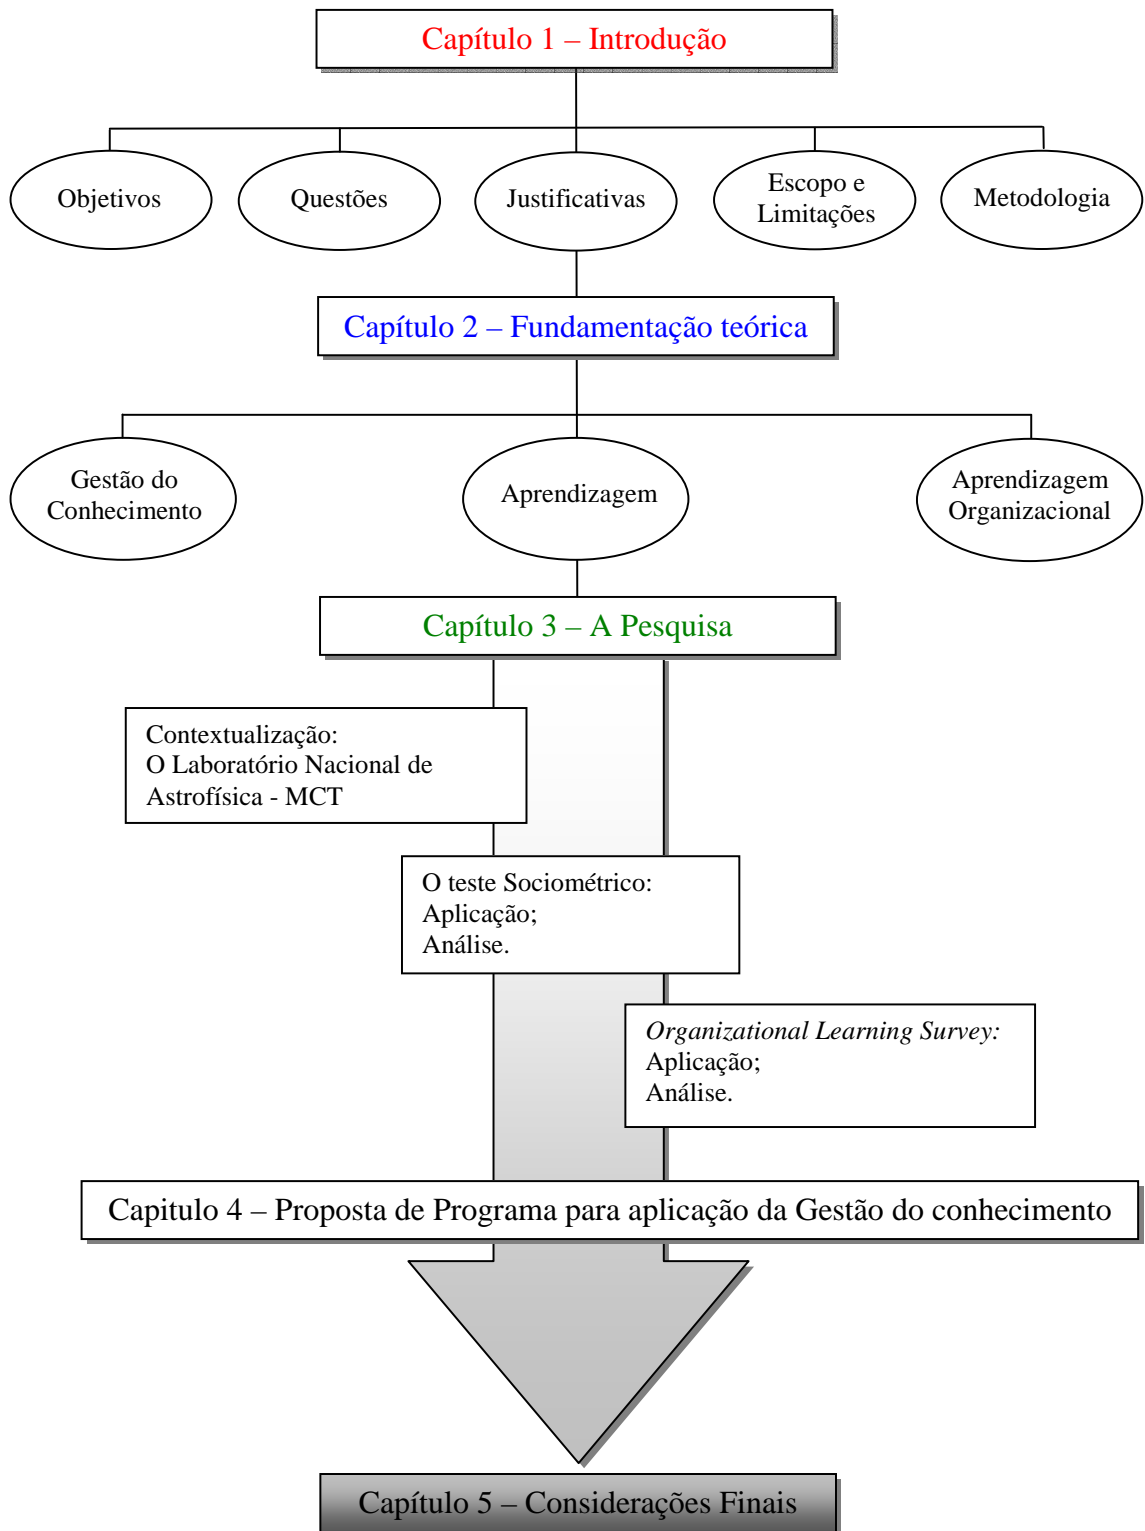 Capítulo 1 – Introdução
Objetivos
Questões
Justificativas
Escopo e
Limitações
Metodologia
Capítulo 2 – Fundamentação teórica
Gestão do
Conhecimento
Aprendizagem
Aprendizagem
Organizacional
Capítulo 3 – A Pesquisa
Contextualização:
O Laboratório Nacional de
Astrofísica - MCT
O teste Sociométrico:
Aplicação;
Análise.
Organizational Learning Survey:
Aplicação;
Análise.
Capitulo 4 – Proposta de Programa para aplicação da Gestão do conhecimento
Capítulo 5 – Considerações Finais